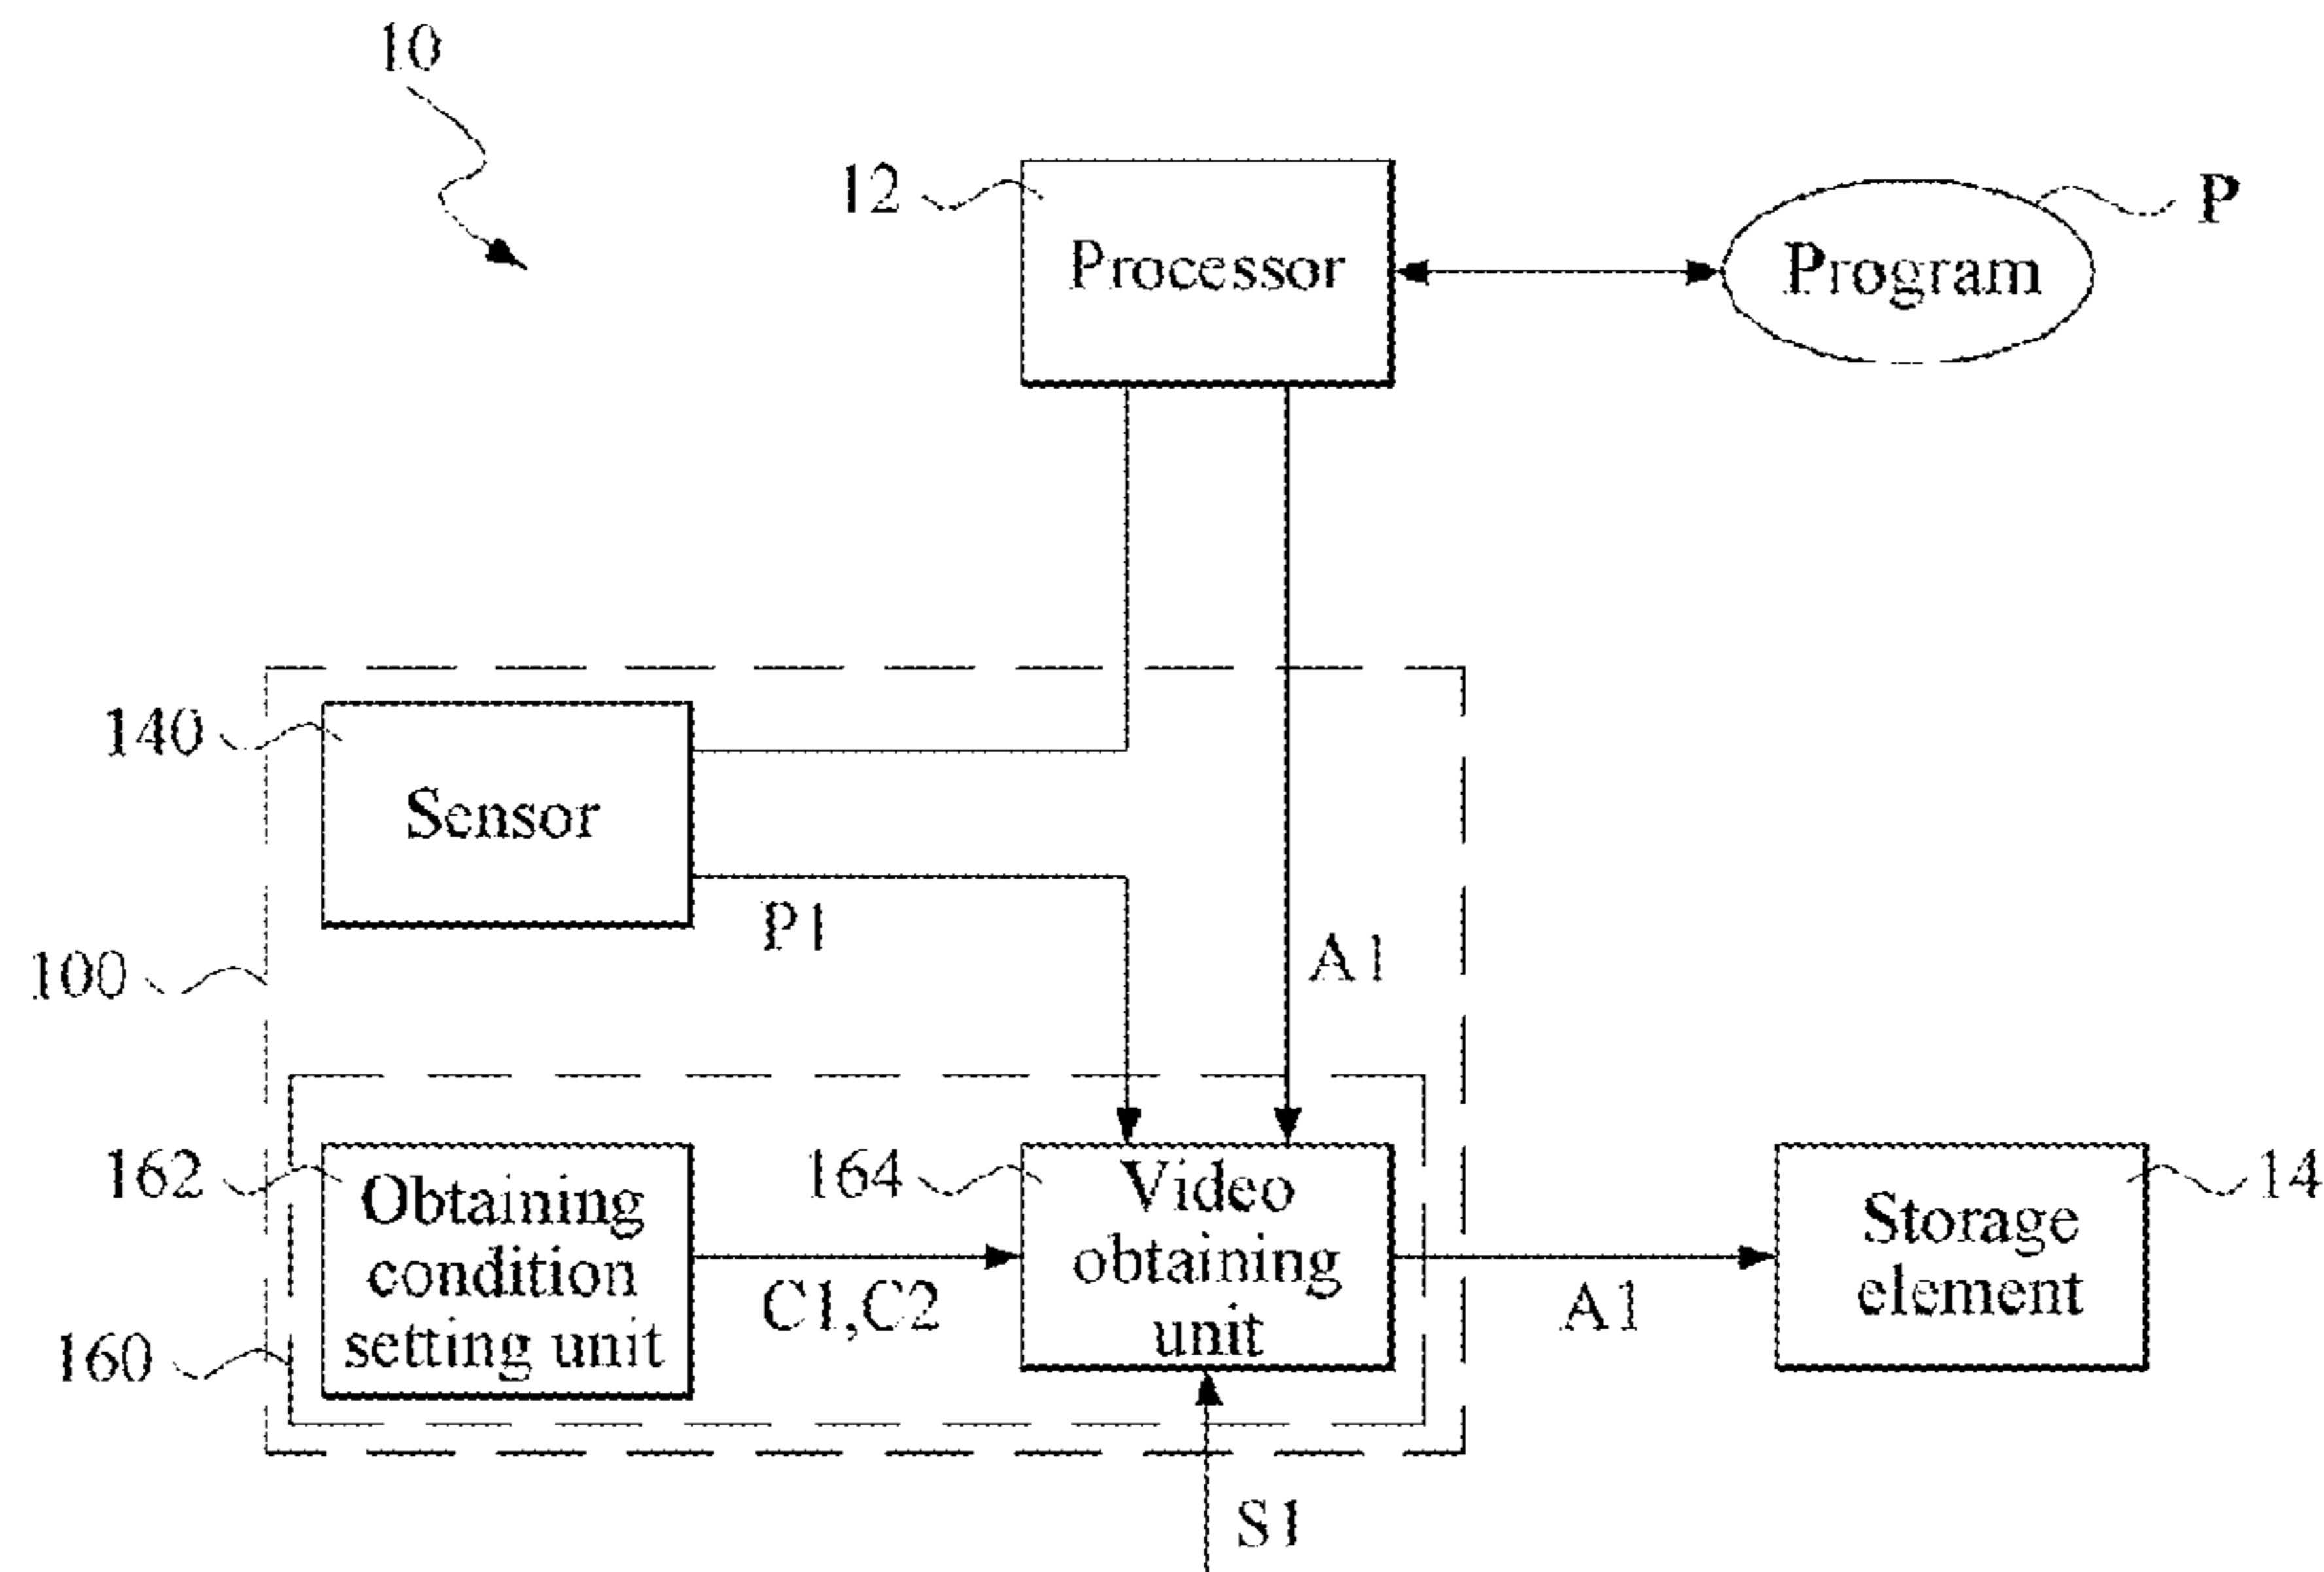 10
12
Processor
Program
P
140
Sensor
P1
100
A1
162
Obtaining
condition
setting unit
160
C1,C2
164
Video
obtaining
unit
A1
Storage
element
14
S1